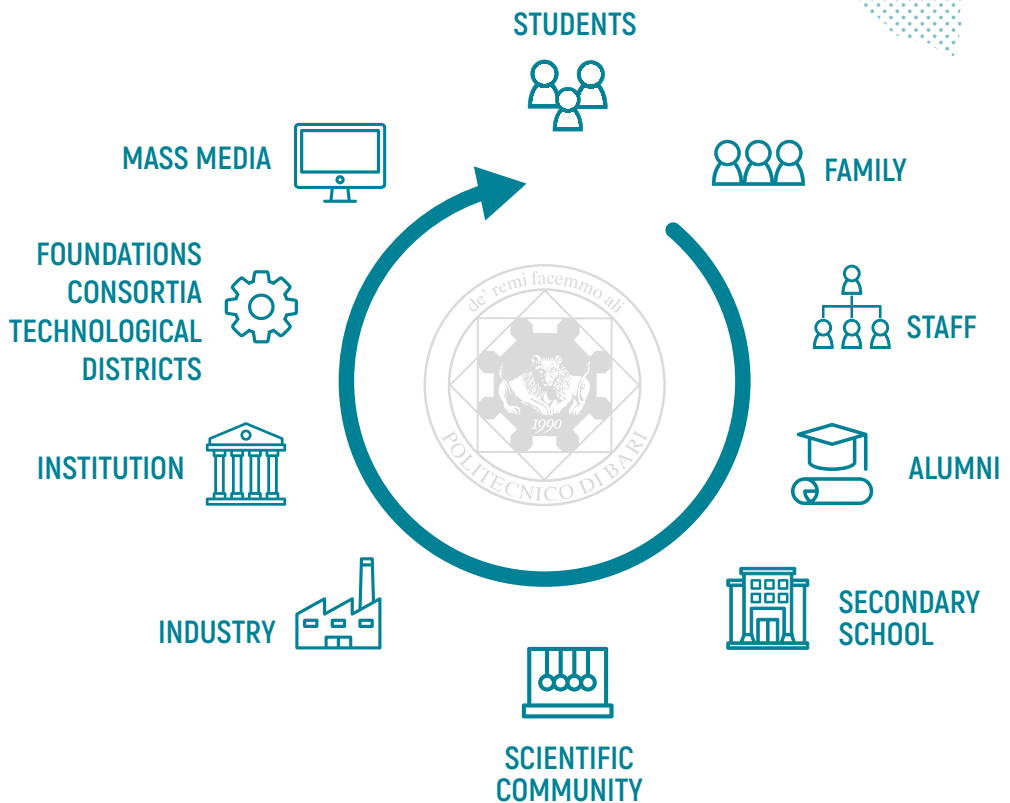 STUDENTS
FAMILY
STAFF
ALUMNI
SECONDARY
SCHOOL
SCIENTIFIC
COMMUNITY
INDUSTRY
INSTITUTION
FOUNDATIONS
CONSORTIA
TECHNOLOGICAL
DISTRICTS
MASS MEDIA
de' remi facemmo ali
1990
POLITECNICO DI BARI